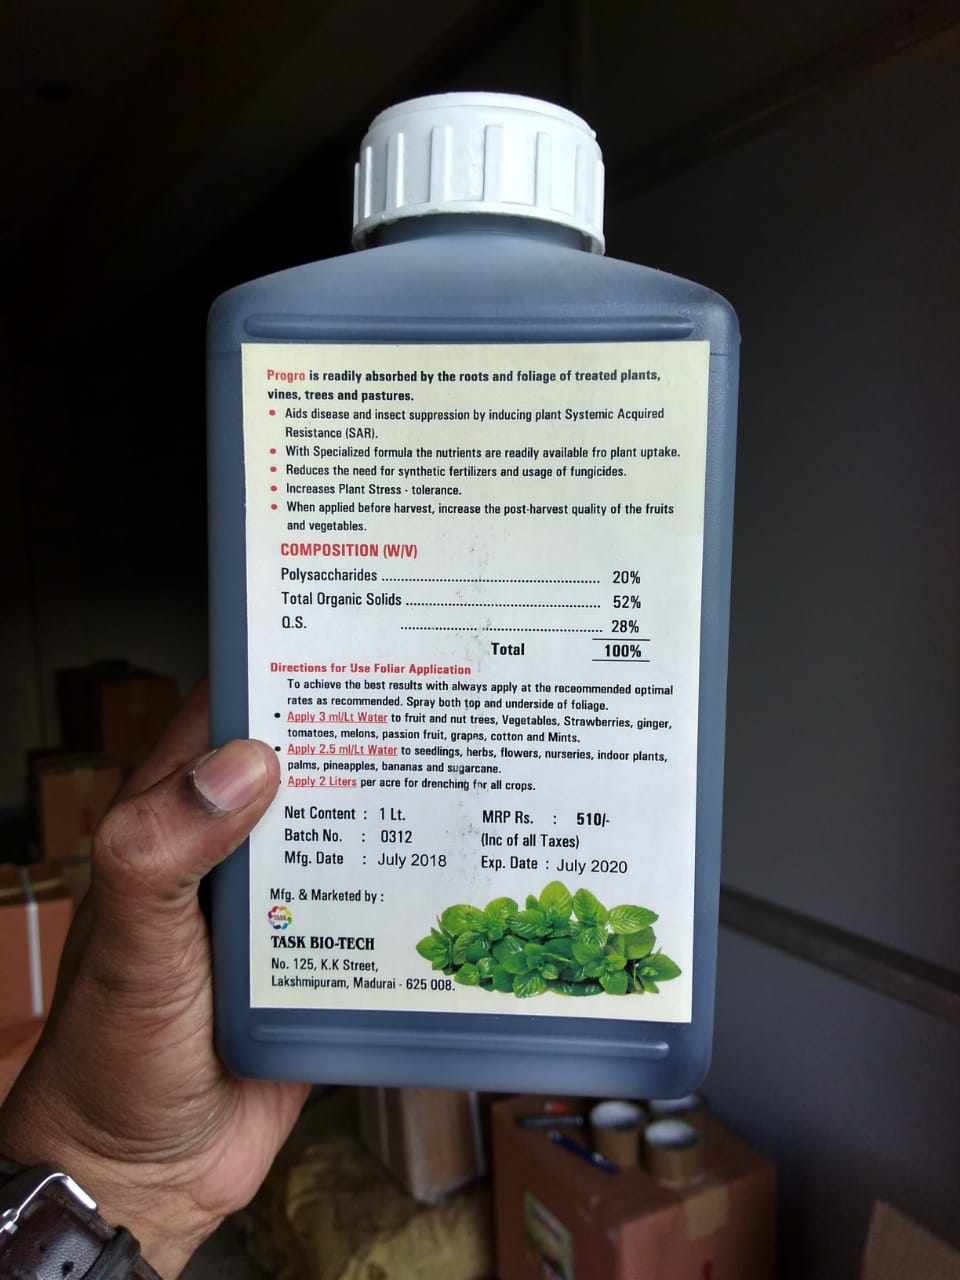 Progro is readily absorbed by the roots and foliage of treated plants,
vines, trees and pastures.
• Aids disease and insect suppression by inducing plant Systemic Acquired
Resistance (SAR).
• With Specialized formula the nutrients are readily available fro plant uptake.
• Reduces the need for synthetic fertilizers and usage of fungicides.
• Increases Plant Stress - tolerance.
• When applied before harvest, increase the post-harvest quality of the fruits
and vegetables.
COMPOSITION (W/V)
Polysaccharides ........................................................ 20%
Total Organic Solids .................................................. 52%
Q.S. .................................................. 28%
Total 100%
Directions for Use Foliar Application
To achieve the best results with always apply at the receommended optimal
rates as recommended. Spray both top and underside of foliage.
• Apply 3 ml/Lt Water to fruit and nut trees, Vegetables, Strawberries, ginger,
tomatoes, melons, passion fruit, grapes, cotton and Mints.
• Apply 2.5 ml/Lt Water to seedlings, herbs, flowers, nurseries, indoor plants,
palms, pineapples, bananas and sugarcane.
• Apply 2 Liters per acre for drenching for all crops.
Net Content : 1 Lt. MRP Rs. : 510/-
Batch No. : 0312 (Inc of all Taxes)
Mfg. Date : July 2018 Exp. Date : July 2020
Mfg. & Marketed by :
TASK
TASK BIO-TECH
No. 125, K.K Street,
Lakshmipuram, Madurai - 625 008.